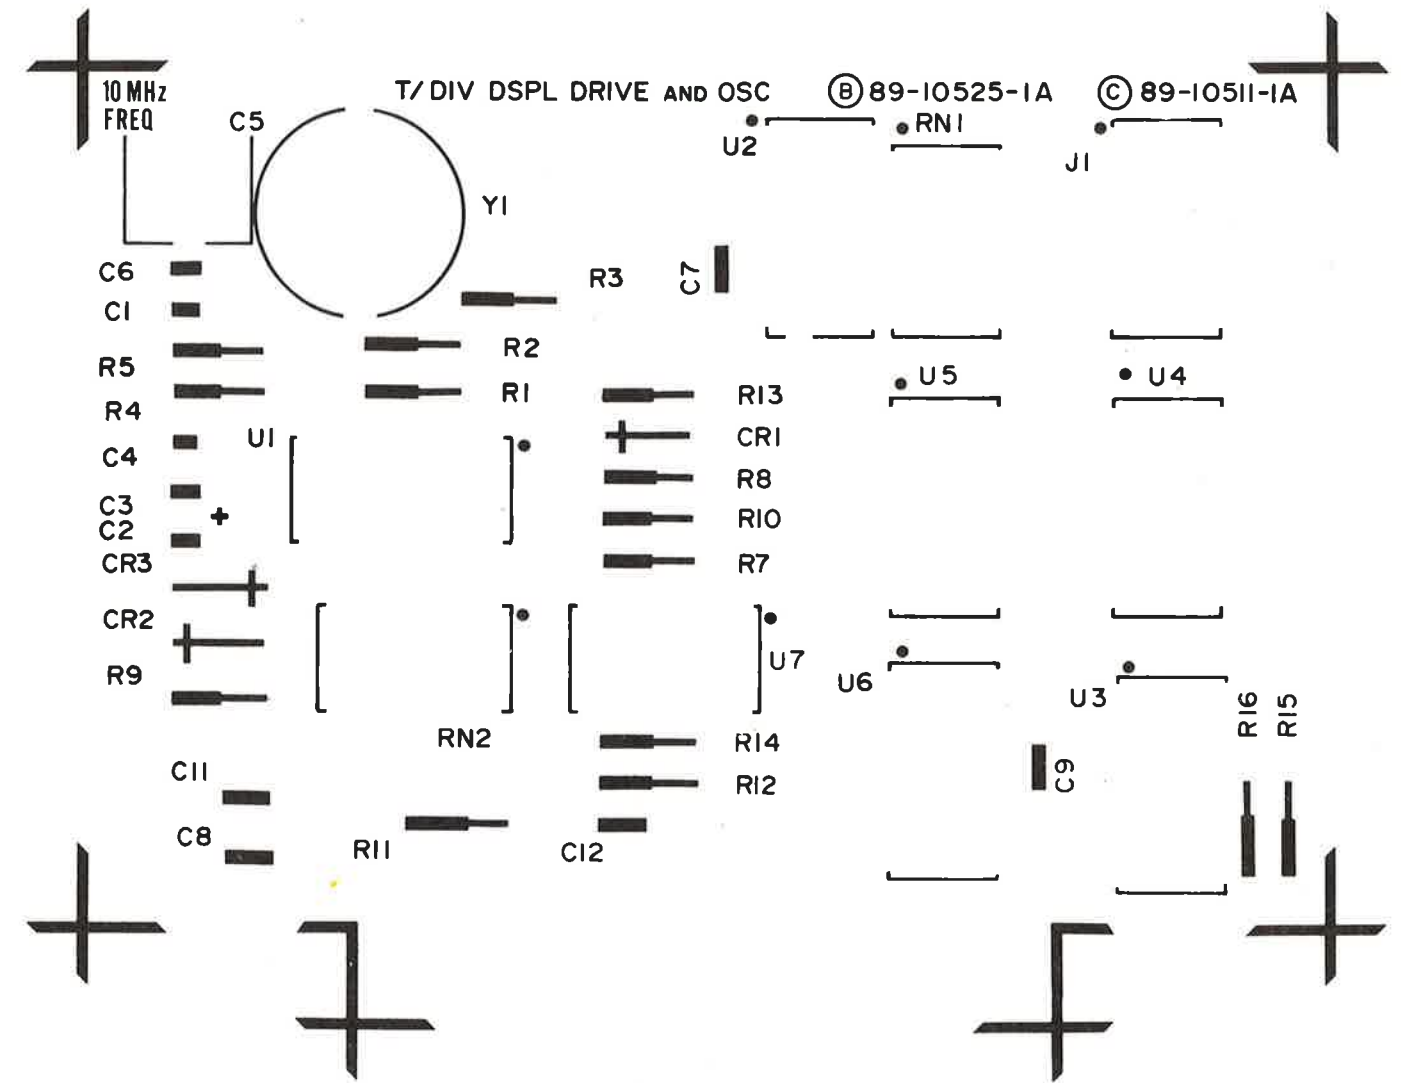 10 MHz
FREQ
T/DIV DSPL DRIVE AND OSC
B 89-10525-1A
C 89-10511-1A
C5
U2
RN1
J1
Y1
C6
R3
C7
C1
R2
R5
U5
U4
R1
R13
R4
U1
CR1
C4
R8
C3
+
R10
C2
CR3
R7
CR2
U7
R9
U6
U3
R16
R15
RN2
R14
C11
C9
R12
C8
R11
C12